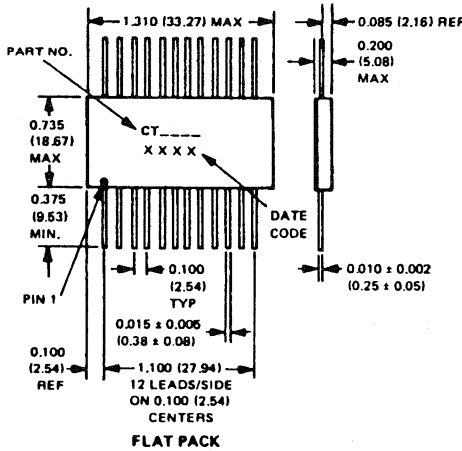 1.310 (33.27) MAX
0.085 (2.16) REF
PART NO.
0.200
(5.08)
MAX
0.735
(18.67)
MAX
CT____
XXXX
0.375
(9.53)
MIN.
DATE
CODE
PIN 1
0.100
(2.54)
TYP
0.010 ± 0.002
(0.25 ± 0.05)
0.015 ± 0.005
(0.38 ± 0.08)
0.100
(2.54)
REF
1.100 (27.94)
12 LEADS/SIDE
ON 0.100 (2.54)
CENTERS
FLAT PACK